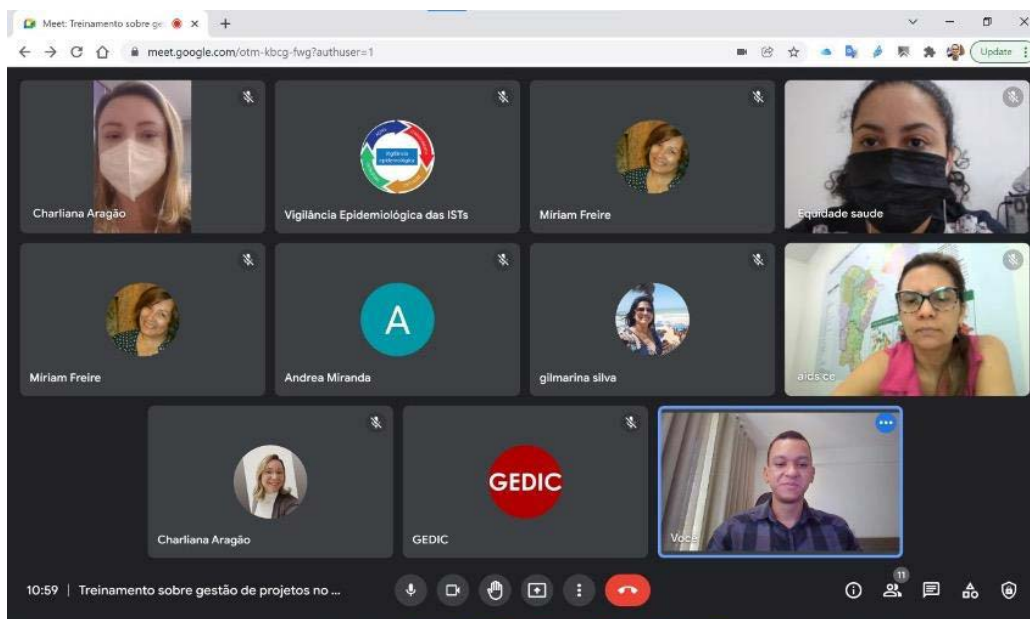 Meet: Treinamento sobre ge
meet.google.com/otm-kbcg-fwg?authuser=1
Update
Charliana Aragão
Vigilância epidemiológica
Vigilância Epidemiológica das ISTs
Miriam Freire
Equidade saude
Miriam Freire
A
Andrea Miranda
gilmarina silva
aids ce
Charliana Aragão
GEDIC
GEDIC
Você
11
10:59 | Treinamento sobre gestão de projetos no ...